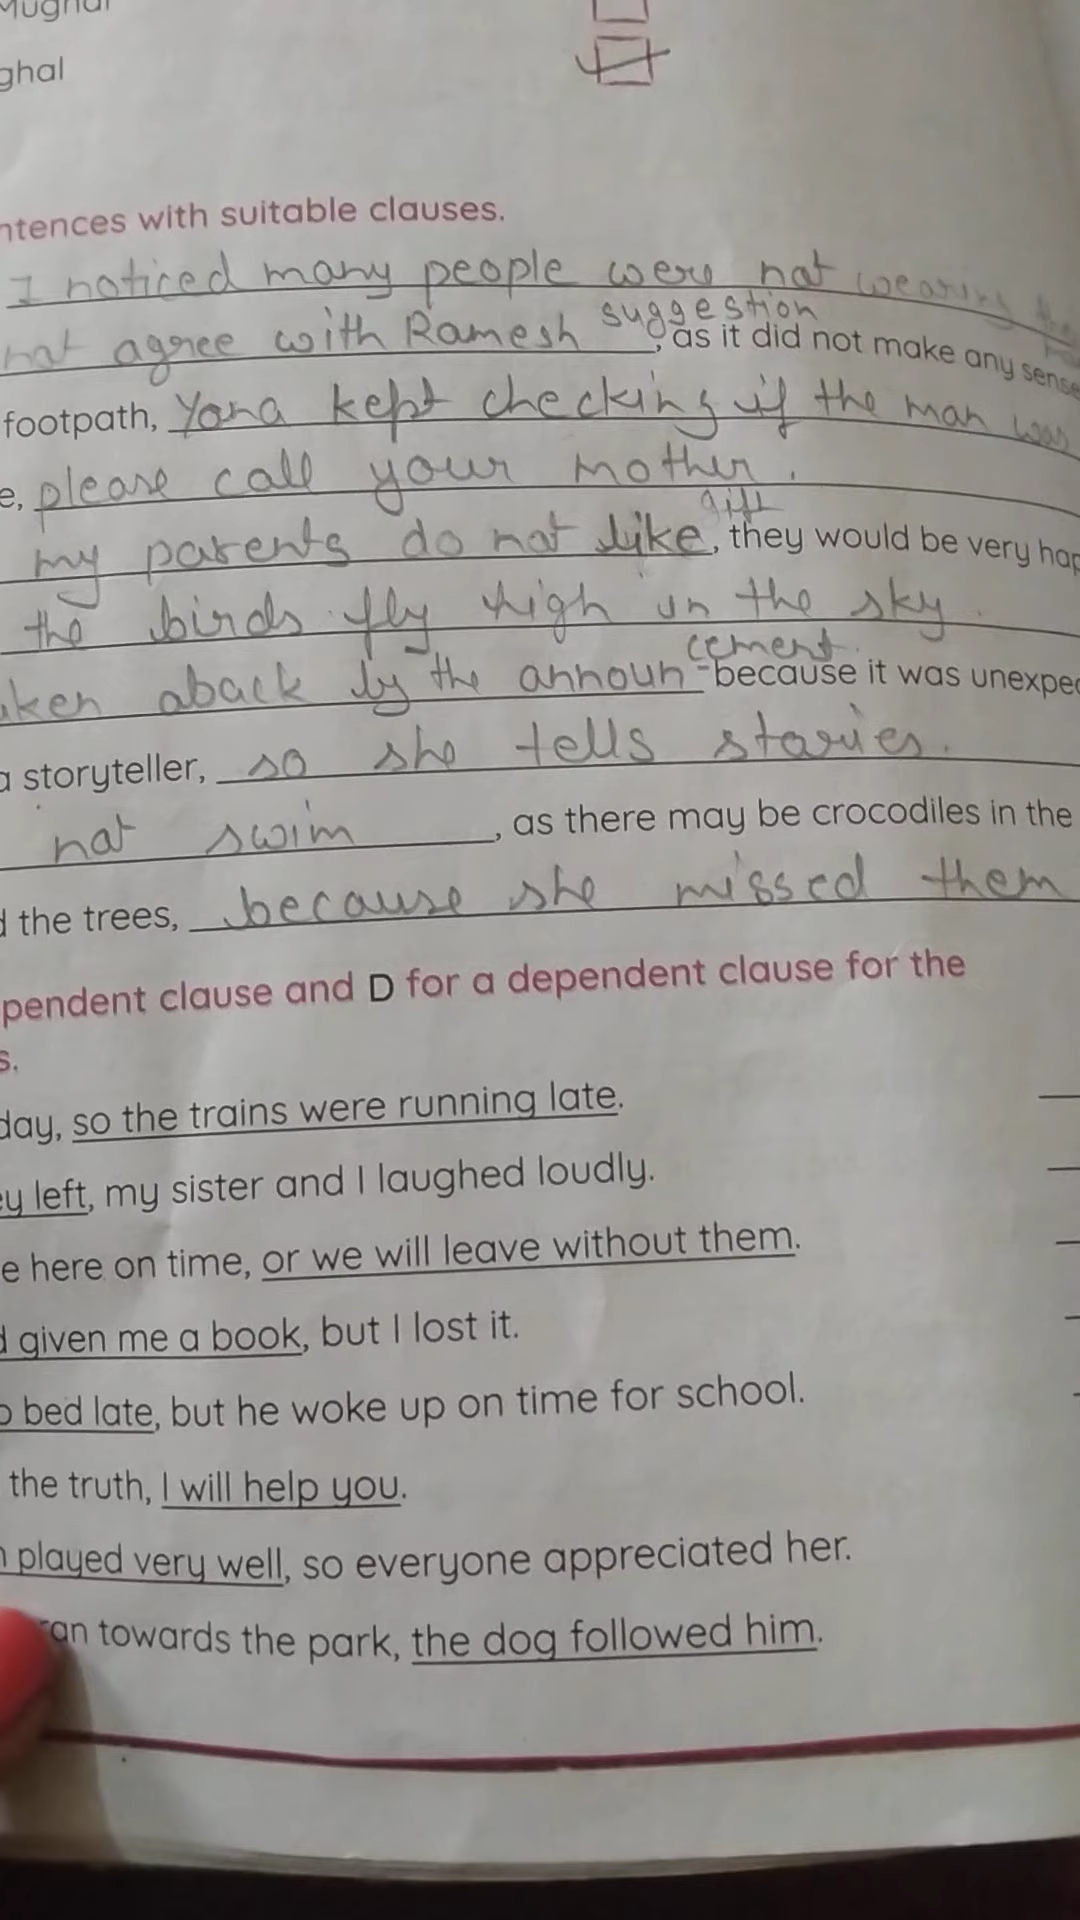 Mughal
ghal
ntences with suitable clauses.
I noticed many people were not wearing
not agree with Ramesh suggestion, as it did not make any sense
footpath, Yana kept checking if the man was
e, please call your mother.
my parents do not like gift, they would be very hap
the birds fly high in the sky.
aken aback by the announ-cement because it was unexpec
a storyteller, so she tells stories.
not swim, as there may be crocodiles in the
d the trees, because she missed them
pendent clause and D for a dependent clause for the
s.
day, so the trains were running late.
ey left, my sister and I laughed loudly.
e here on time, or we will leave without them.
d given me a book, but I lost it.
o bed late, but he woke up on time for school.
the truth, I will help you.
n played very well, so everyone appreciated her.
ran towards the park, the dog followed him.